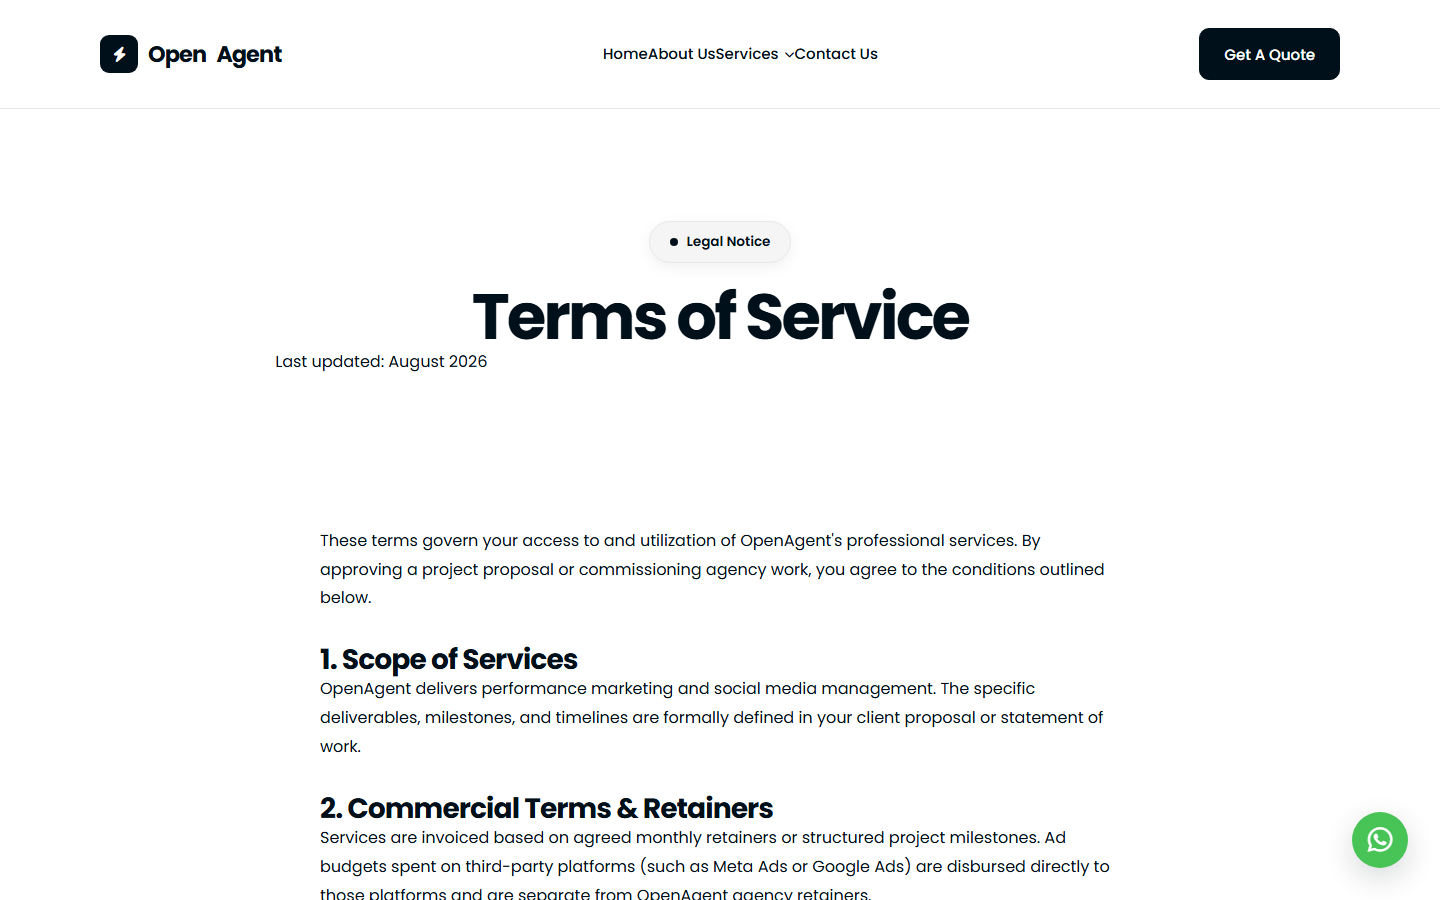 Open Agent
Home About Us Services Contact Us
Get A Quote
Legal Notice
Terms of Service
Last updated: August 2026
These terms govern your access to and utilization of OpenAgent's professional services. By
approving a project proposal or commissioning agency work, you agree to the conditions outlined
below.
1. Scope of Services
OpenAgent delivers performance marketing and social media management. The specific
deliverables, milestones, and timelines are formally defined in your client proposal or statement of
work.
2. Commercial Terms & Retainers
Services are invoiced based on agreed monthly retainers or structured project milestones. Ad
budgets spent on third-party platforms (such as Meta Ads or Google Ads) are disbursed directly to
those platforms and are separate from OpenAgent agency retainers.